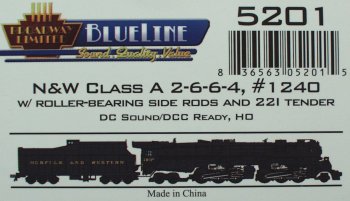 BROADWAY
LIMITED
BLUELINE
Sound. Quality. Value.
5201
8 36563 05201 5
N&W CLASS A 2-6-6-4, #1240
W/ ROLLER-BEARING SIDE RODS AND 22L TENDER
DC SOUND/DCC READY, HO
NORFOLK AND WESTERN
Made in China